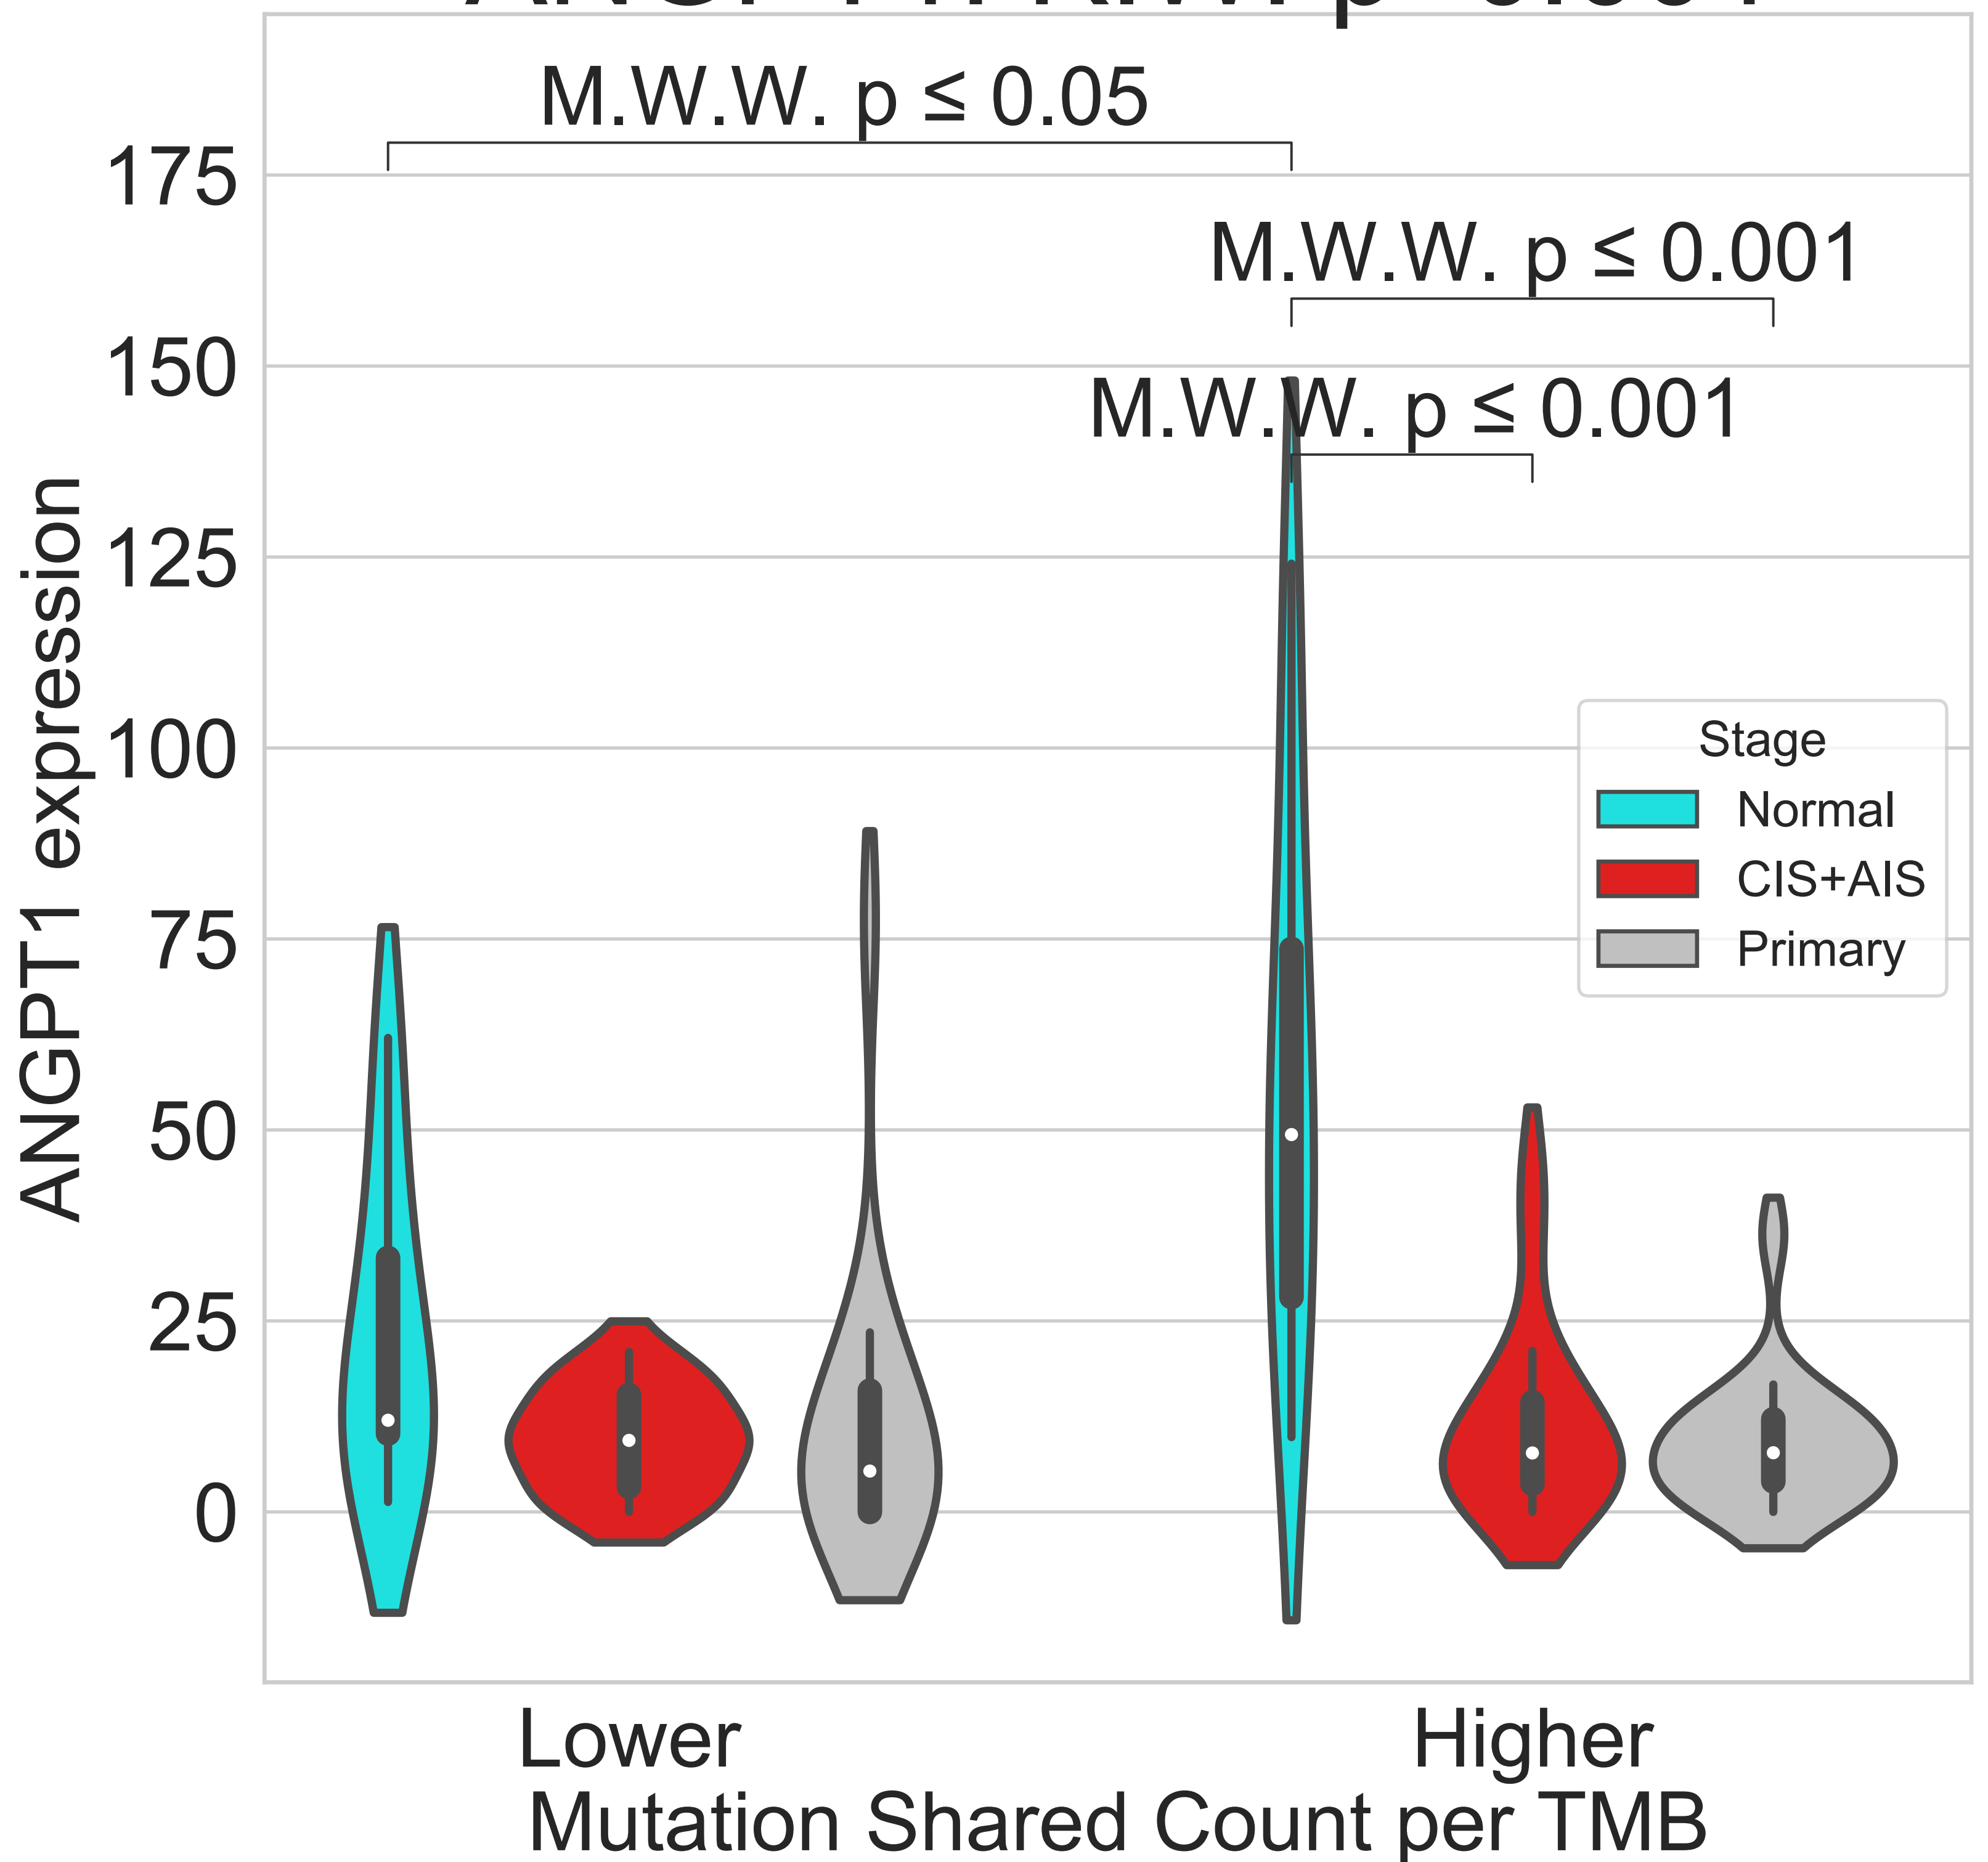 M.W.W. p ≤ 0.05
M.W.W. p ≤ 0.001
M.W.W. p ≤ 0.001
175
150
125
100
75
50
25
0
ANGPT1 expression
Stage
Normal
CIS+AIS
Primary
Lower
Higher
Mutation Shared Count per TMB